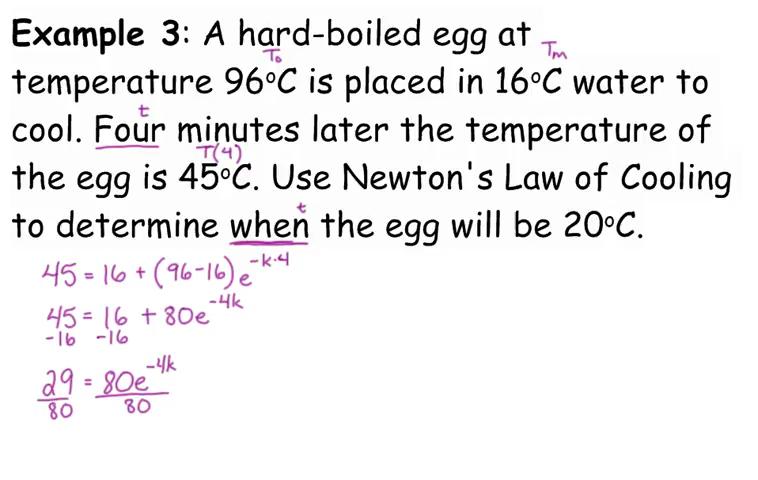 Example 3: A hard-boiled egg at
T₀ Tm
temperature 96°C is placed in 16°C water to
t
cool. Four minutes later the temperature of
T(4)
the egg is 45°C. Use Newton's Law of Cooling
t
to determine when the egg will be 20°C.
45 = 16 + (96-16)e^-k·4
45 = 16 + 80e^-4k
-16 -16
29 = 80e^-4k
80 80